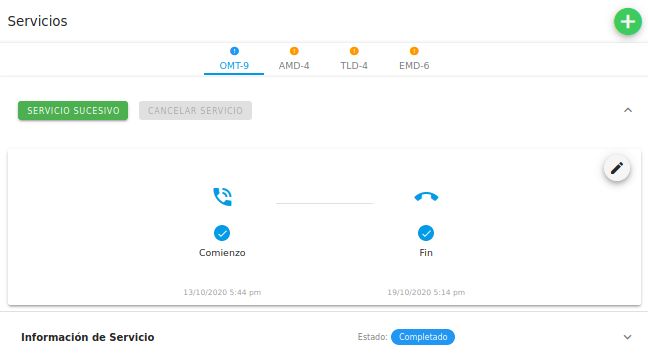 Servicios
OMT-9 AMD-4 TLD-4 EMD-6
SERVICIO SUCESIVO CANCELAR SERVICIO
Comienzo Fin
13/10/2020 5:44 pm 19/10/2020 5:14 pm
Información de Servicio Estado: Completado